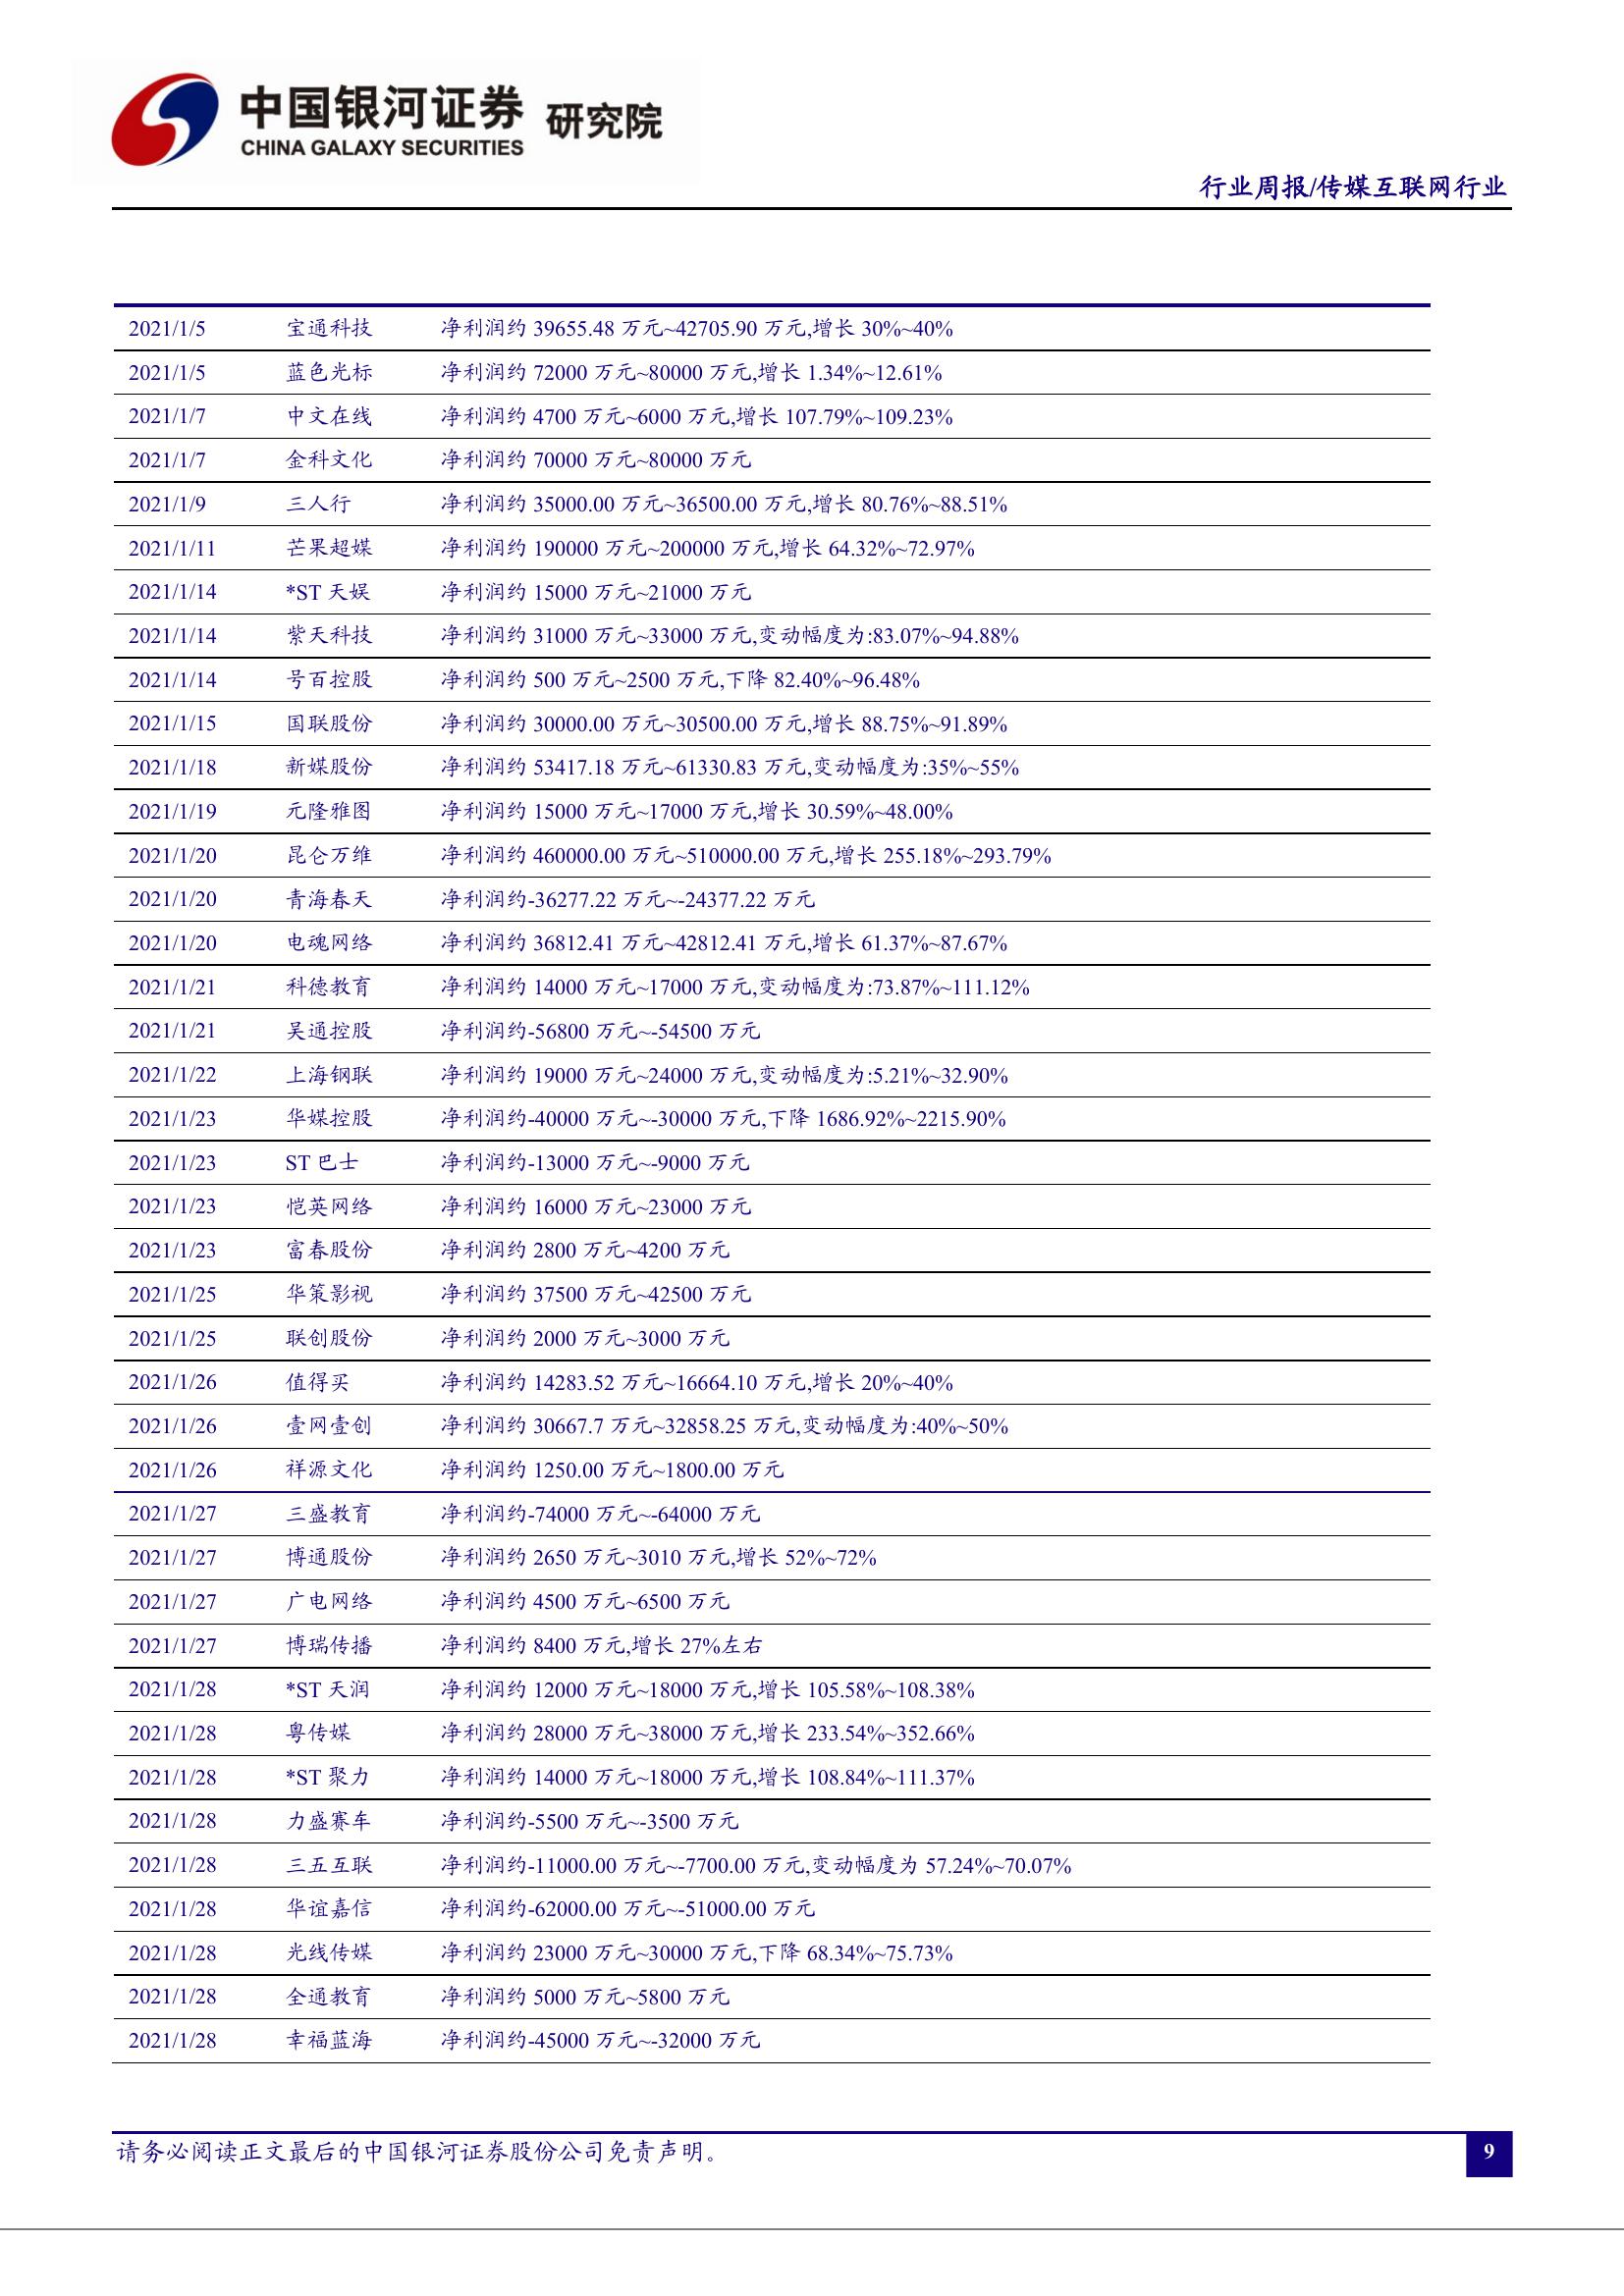 中国银河证券 研究院
CHINA GALAXY SECURITIES
行业周报/传媒互联网行业
2021/1/5 宝通科技 净利润约 39655.48 万元~42705.90 万元,增长 30%~40%
2021/1/5 蓝色光标 净利润约 72000 万元~80000 万元,增长 1.34%~12.61%
2021/1/7 中文在线 净利润约 4700 万元~6000 万元,增长 107.79%~109.23%
2021/1/7 金科文化 净利润约 70000 万元~80000 万元
2021/1/9 三人行 净利润约 35000.00 万元~36500.00 万元,增长 80.76%~88.51%
2021/1/11 芒果超媒 净利润约 190000 万元~200000 万元,增长 64.32%~72.97%
2021/1/14 *ST 天娱 净利润约 15000 万元~21000 万元
2021/1/14 紫天科技 净利润约 31000 万元~33000 万元,变动幅度为:83.07%~94.88%
2021/1/14 号百控股 净利润约 500 万元~2500 万元,下降 82.40%~96.48%
2021/1/15 国联股份 净利润约 30000.00 万元~30500.00 万元,增长 88.75%~91.89%
2021/1/18 新媒股份 净利润约 53417.18 万元~61330.83 万元,变动幅度为:35%~55%
2021/1/19 元隆雅图 净利润约 15000 万元~17000 万元,增长 30.59%~48.00%
2021/1/20 昆仑万维 净利润约 460000.00 万元~510000.00 万元,增长 255.18%~293.79%
2021/1/20 青海春天 净利润约-36277.22 万元~-24377.22 万元
2021/1/20 电魂网络 净利润约 36812.41 万元~42812.41 万元,增长 61.37%~87.67%
2021/1/21 科德教育 净利润约 14000 万元~17000 万元,变动幅度为:73.87%~111.12%
2021/1/21 吴通控股 净利润约-56800 万元~-54500 万元
2021/1/22 上海钢联 净利润约 19000 万元~24000 万元,变动幅度为:5.21%~32.90%
2021/1/23 华媒控股 净利润约-40000 万元~-30000 万元,下降 1686.92%~2215.90%
2021/1/23 ST 巴士 净利润约-13000 万元~-9000 万元
2021/1/23 恺英网络 净利润约 16000 万元~23000 万元
2021/1/23 富春股份 净利润约 2800 万元~4200 万元
2021/1/25 华策影视 净利润约 37500 万元~42500 万元
2021/1/25 联创股份 净利润约 2000 万元~3000 万元
2021/1/26 值得买 净利润约 14283.52 万元~16664.10 万元,增长 20%~40%
2021/1/26 壹网壹创 净利润约 30667.7 万元~32858.25 万元,变动幅度为:40%~50%
2021/1/26 祥源文化 净利润约 1250.00 万元~1800.00 万元
2021/1/27 三盛教育 净利润约-74000 万元~-64000 万元
2021/1/27 博通股份 净利润约 2650 万元~3010 万元,增长 52%~72%
2021/1/27 广电网络 净利润约 4500 万元~6500 万元
2021/1/27 博瑞传播 净利润约 8400 万元,增长 27%左右
2021/1/28 *ST 天润 净利润约 12000 万元~18000 万元,增长 105.58%~108.38%
2021/1/28 粤传媒 净利润约 28000 万元~38000 万元,增长 233.54%~352.66%
2021/1/28 *ST 聚力 净利润约 14000 万元~18000 万元,增长 108.84%~111.37%
2021/1/28 力盛赛车 净利润约-5500 万元~-3500 万元
2021/1/28 三五互联 净利润约-11000.00 万元~-7700.00 万元,变动幅度为 57.24%~70.07%
2021/1/28 华谊嘉信 净利润约-62000.00 万元~-51000.00 万元
2021/1/28 光线传媒 净利润约 23000 万元~30000 万元,下降 68.34%~75.73%
2021/1/28 全通教育 净利润约 5000 万元~5800 万元
2021/1/28 幸福蓝海 净利润约-45000 万元~-32000 万元
请务必阅读正文最后的中国银河证券股份公司免责声明。
9